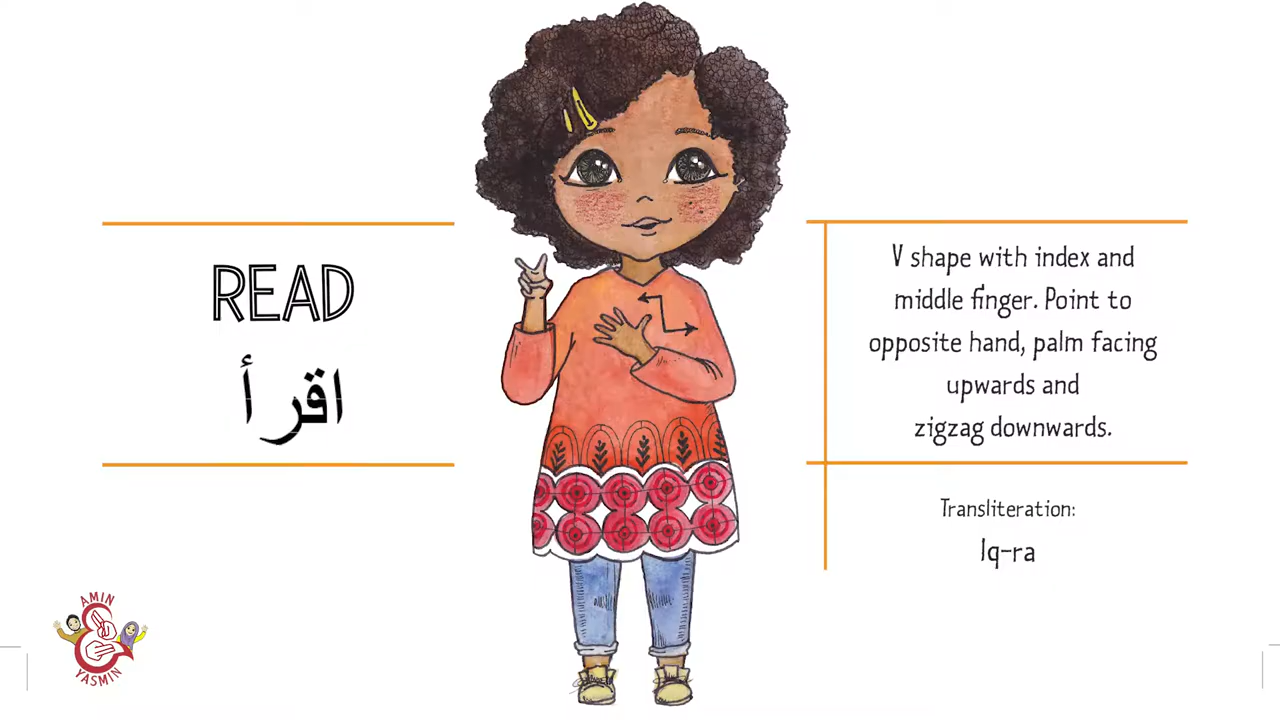 READ
اقرأ
V shape with index and
middle finger. Point to
opposite hand, palm facing
upwards and
zigzag downwards.
Transliteration:
Iq-ra
AMIN
YASMIN